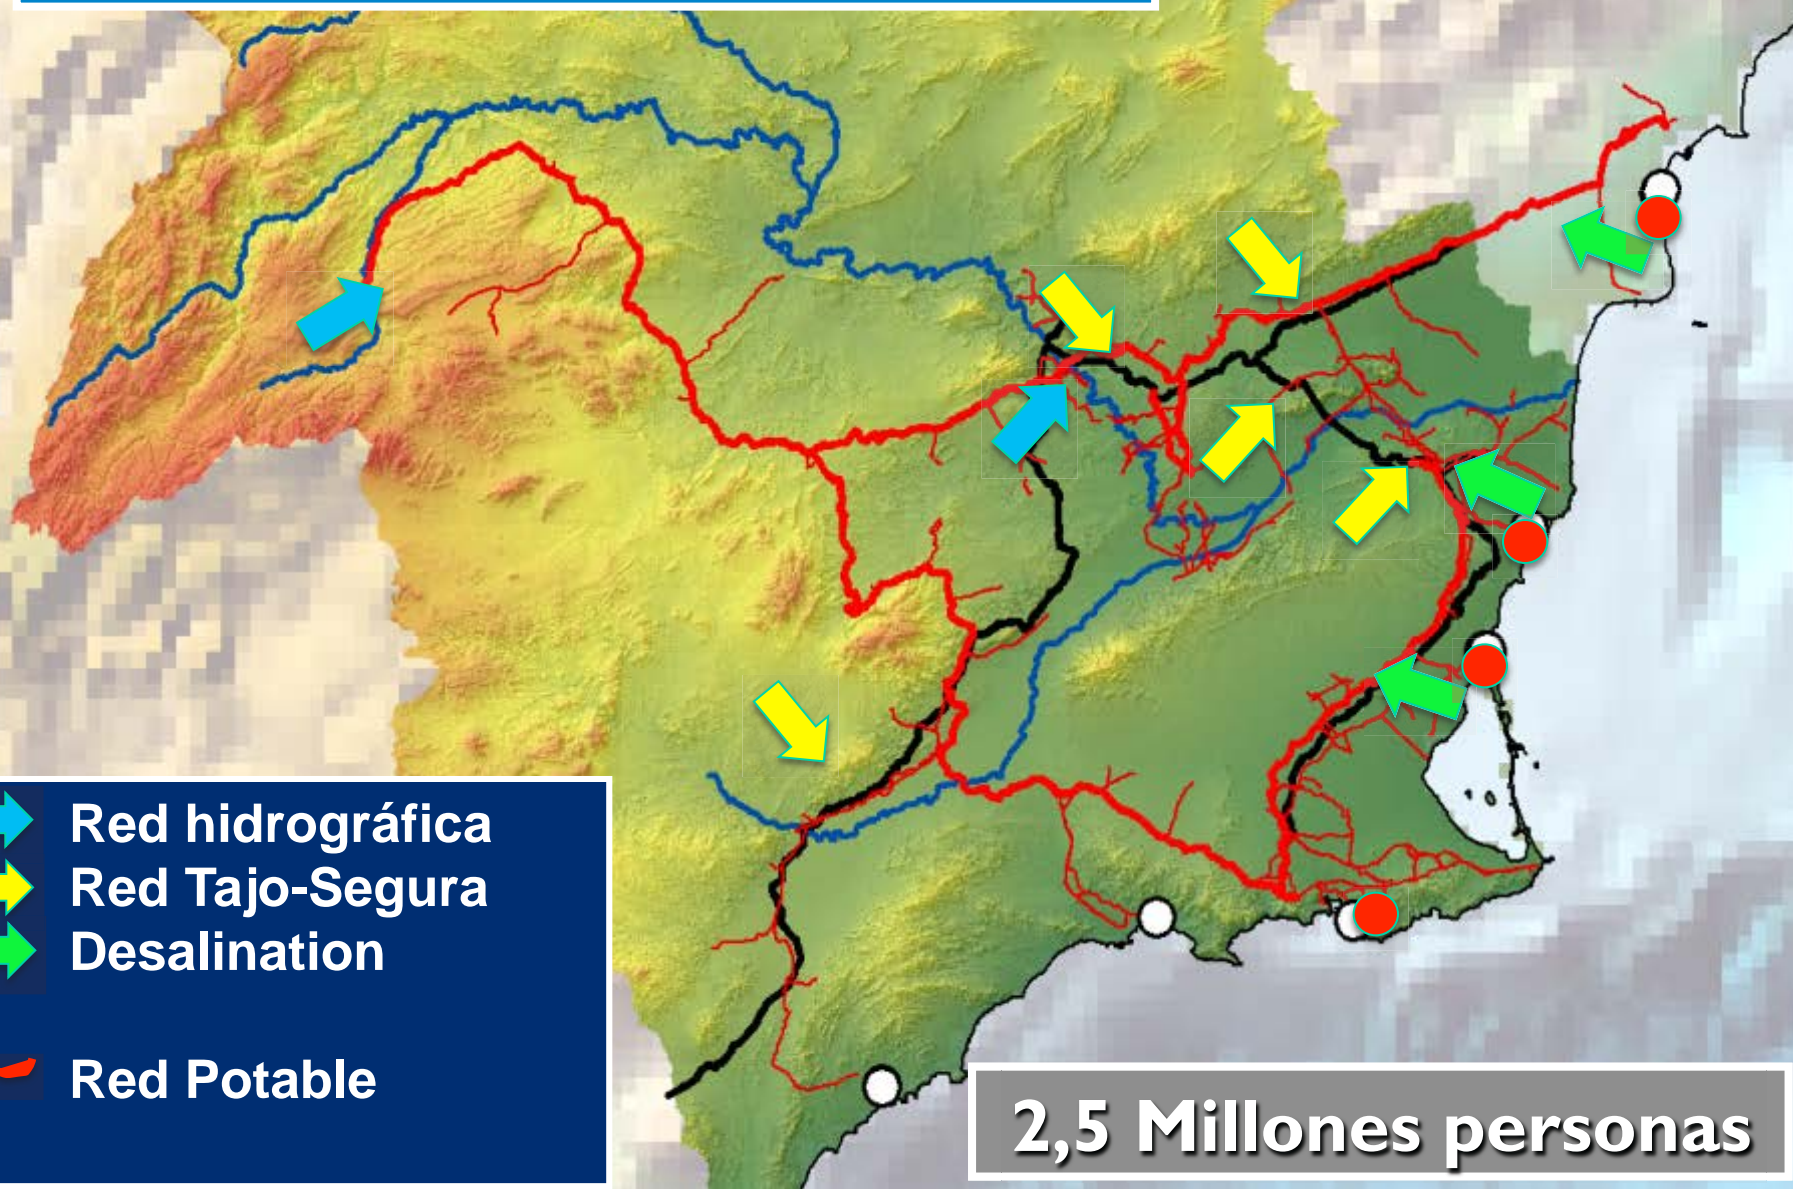 Red hidrográfica
Red Tajo-Segura
Desalination
Red Potable
2,5 Millones personas